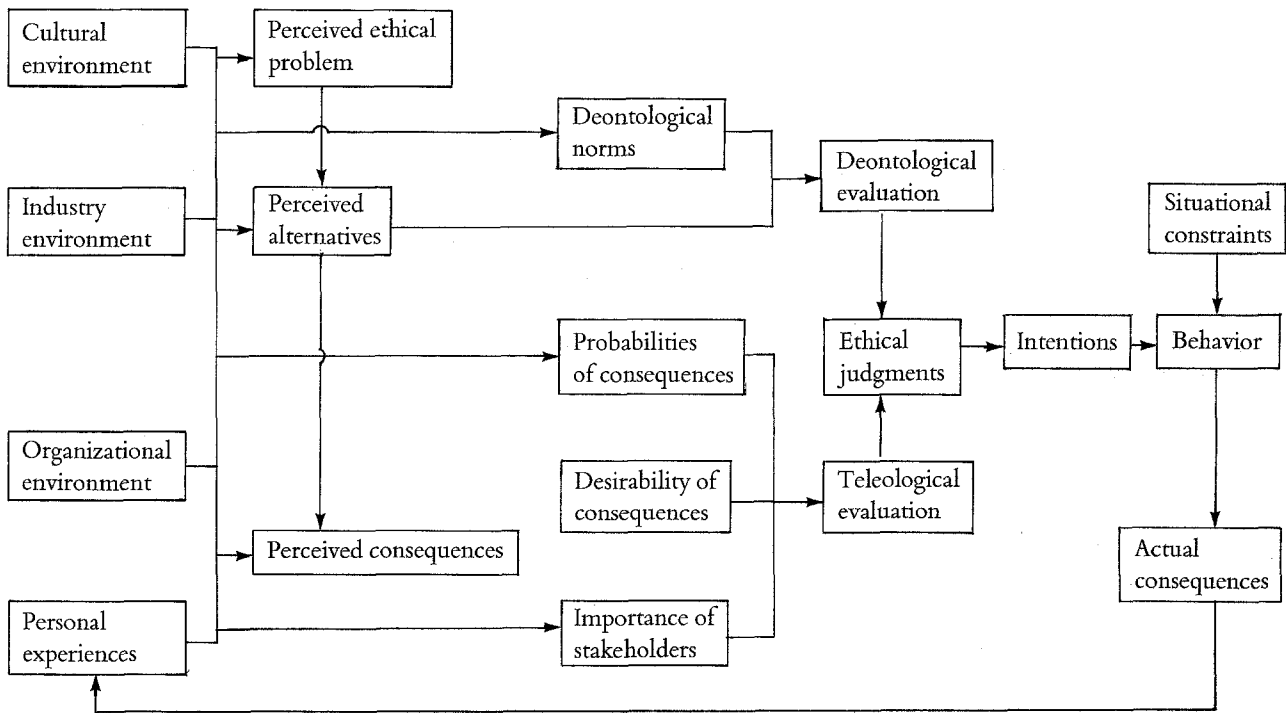 Cultural
environment
Perceived ethical
problem
Deontological
norms
Deontological
evaluation
Industry
environment
Perceived
alternatives
Situational
constraints
Probabilities
of consequences
Ethical
judgments
Intentions
Behavior
Organizational
environment
Desirability of
consequences
Teleological
evaluation
Perceived consequences
Actual
consequences
Personal
experiences
Importance of
stakeholders